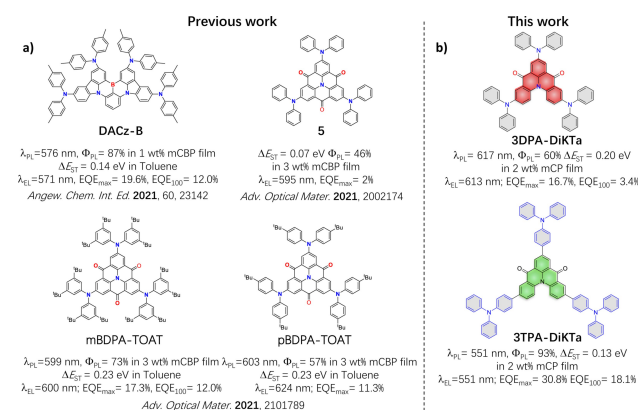 Previous work
This work
a)
b)
DACz-B
5
3DPA-DiKTa
λPL=576 nm, ΦPL= 87% in 1 wt% mCBP film
ΔEST = 0.14 eV in Toluene
λEL=571 nm, EQEmax= 19.6%, EQE100= 12.0%
Angew. Chem. Int. Ed. 2021, 60, 23142
ΔEST = 0.07 eV ΦPL= 46%
in 3 wt% mCBP film
λEL=595 nm, EQEmax= 2%
Adv. Optical Mater. 2021, 2002174
λPL= 617 nm, ΦPL= 60% ΔEST = 0.20 eV
in 2 wt% mCP film
λEL=613 nm; EQEmax= 16.7%, EQE100= 3.4%
mBDPA-TOAT
pBDPA-TOAT
3TPA-DiKTa
λPL=599 nm, ΦPL= 73% in 3 wt% mCBP film
ΔEST = 0.23 eV in Toluene
λEL=600 nm; EQEmax= 17.3%, EQE100= 12.0%
λPL=603 nm, ΦPL= 57% in 3 wt% mCBP film
ΔEST = 0.23 eV in Toluene
λEL=624 nm; EQEmax= 11.3%
Adv. Optical Mater. 2021, 2101789
λPL= 551 nm, ΦPL= 93%, ΔEST = 0.13 eV
in 2 wt% mCP film
λEL=551 nm; EQEmax= 30.8% EQE100= 18.1%